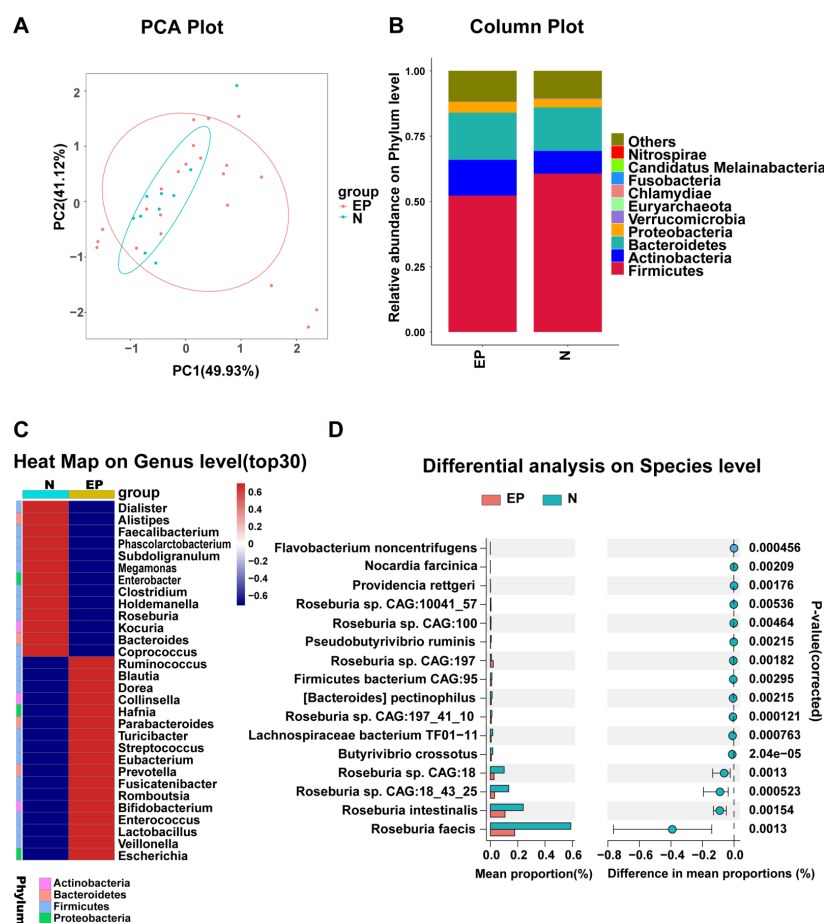 A
PCA Plot
2
1
0
−1
−2
PC2(41.12%)
−1
0
1
2
PC1(49.93%)
group
EP
N
B
Column Plot
1.00
0.75
0.50
0.25
0.00
Relative abundance on Phylum level
EP
N
Others
Nitrospirae
Candidatus Melainabacteria
Fusobacteria
Chlamydiae
Euryarchaeota
Verrucomicrobia
Proteobacteria
Bacteroidetes
Actinobacteria
Firmicutes
C
Heat Map on Genus level(top30)
N
EP
group
Dialister
Alistipes
Faecalibacterium
Phascolarctobacterium
Subdoligranulum
Megamonas
Enterobacter
Clostridium
Holdemanella
Roseburia
Kocuria
Bacteroides
Coprococcus
Ruminococcus
Blautia
Dorea
Collinsella
Hafnia
Parabacteroides
Turicibacter
Streptococcus
Eubacterium
Prevotella
Fusicatenibacter
Romboutsia
Bifidobacterium
Enterococcus
Lactobacillus
Veillonella
Escherichia
0.6
0.4
0.2
0
−0.2
−0.4
−0.6
Phylum
Actinobacteria
Bacteroidetes
Firmicutes
Proteobacteria
D
Differential analysis on Species level
EP
N
Flavobacterium noncentrifugens 0.000456
Nocardia farcinica 0.00209
Providencia rettgeri 0.00176
Roseburia sp. CAG:10041_57 0.00536
Roseburia sp. CAG:100 0.00464
Pseudobutyrivibrio ruminis 0.00215
Roseburia sp. CAG:197 0.00182
Firmicutes bacterium CAG:95 0.00295
[Bacteroides] pectinophilus 0.00215
Roseburia sp. CAG:197_41_10 0.000121
Lachnospiraceae bacterium TF01−11 0.000763
Butyrivibrio crossotus 2.04e−05
Roseburia sp. CAG:18 0.0013
Roseburia sp. CAG:18_43_25 0.000523
Roseburia intestinalis 0.00154
Roseburia faecis 0.0013
P-value(corrected)
0.0 0.2 0.4 0.6
Mean proportion(%)
−0.8 −0.6 −0.4 −0.2 0.0
Difference in mean proportions (%)